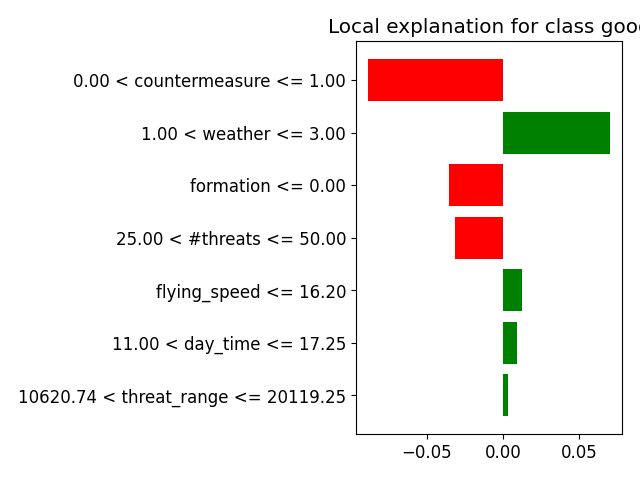 Local explanation for class good
0.00 < countermeasure <= 1.00
1.00 < weather <= 3.00
formation <= 0.00
25.00 < #threats <= 50.00
flying_speed <= 16.20
11.00 < day_time <= 17.25
10620.74 < threat_range <= 20119.25
−0.05 0.00 0.05